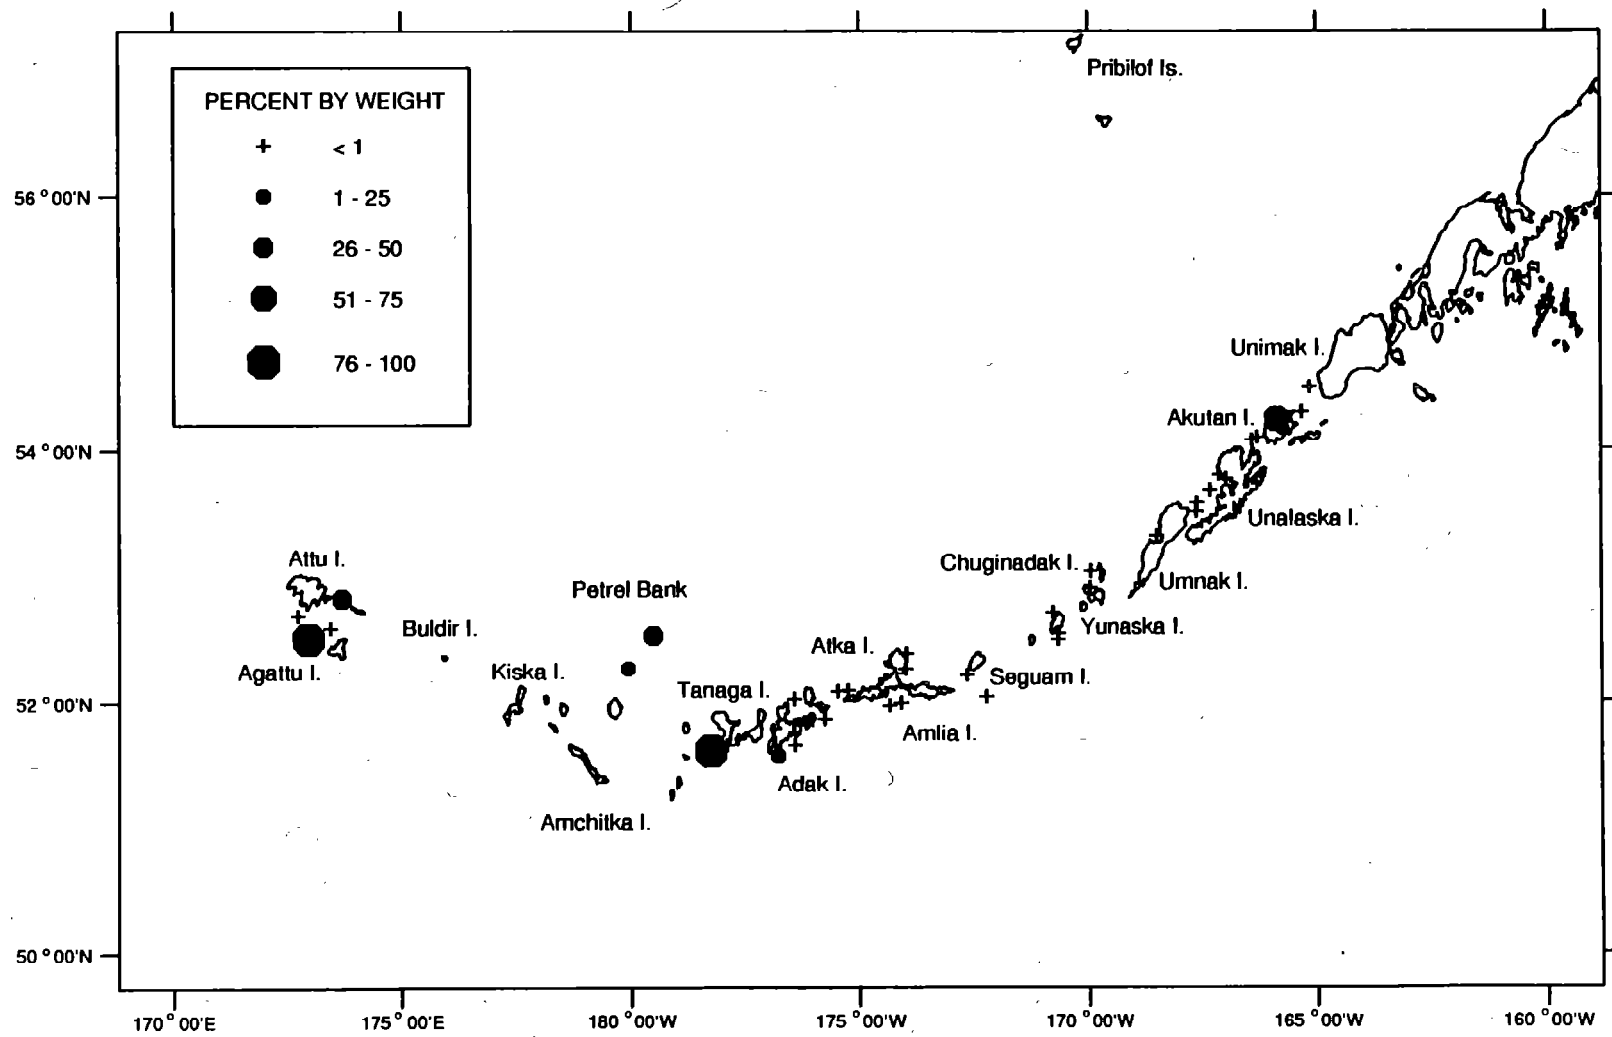 PERCENT BY WEIGHT
< 1
1 - 25
26 - 50
51 - 75
76 - 100
Pribilof Is.
56°00'N
Unimak I.
Akutan I.
54°00'N
Unalaska I.
Attu I.
Chuginadak I.
Umnak I.
Petrel Bank
Buldir I.
Yunaska I.
Atka I.
Agattu I.
Kiska I.
Seguam I.
Tanaga I.
52°00'N
Amlia I.
Adak I.
Amchitka I.
50°00'N
170°00'E
175°00'E
180°00'W
175°00'W
170°00'W
165°00'W
160°00'W